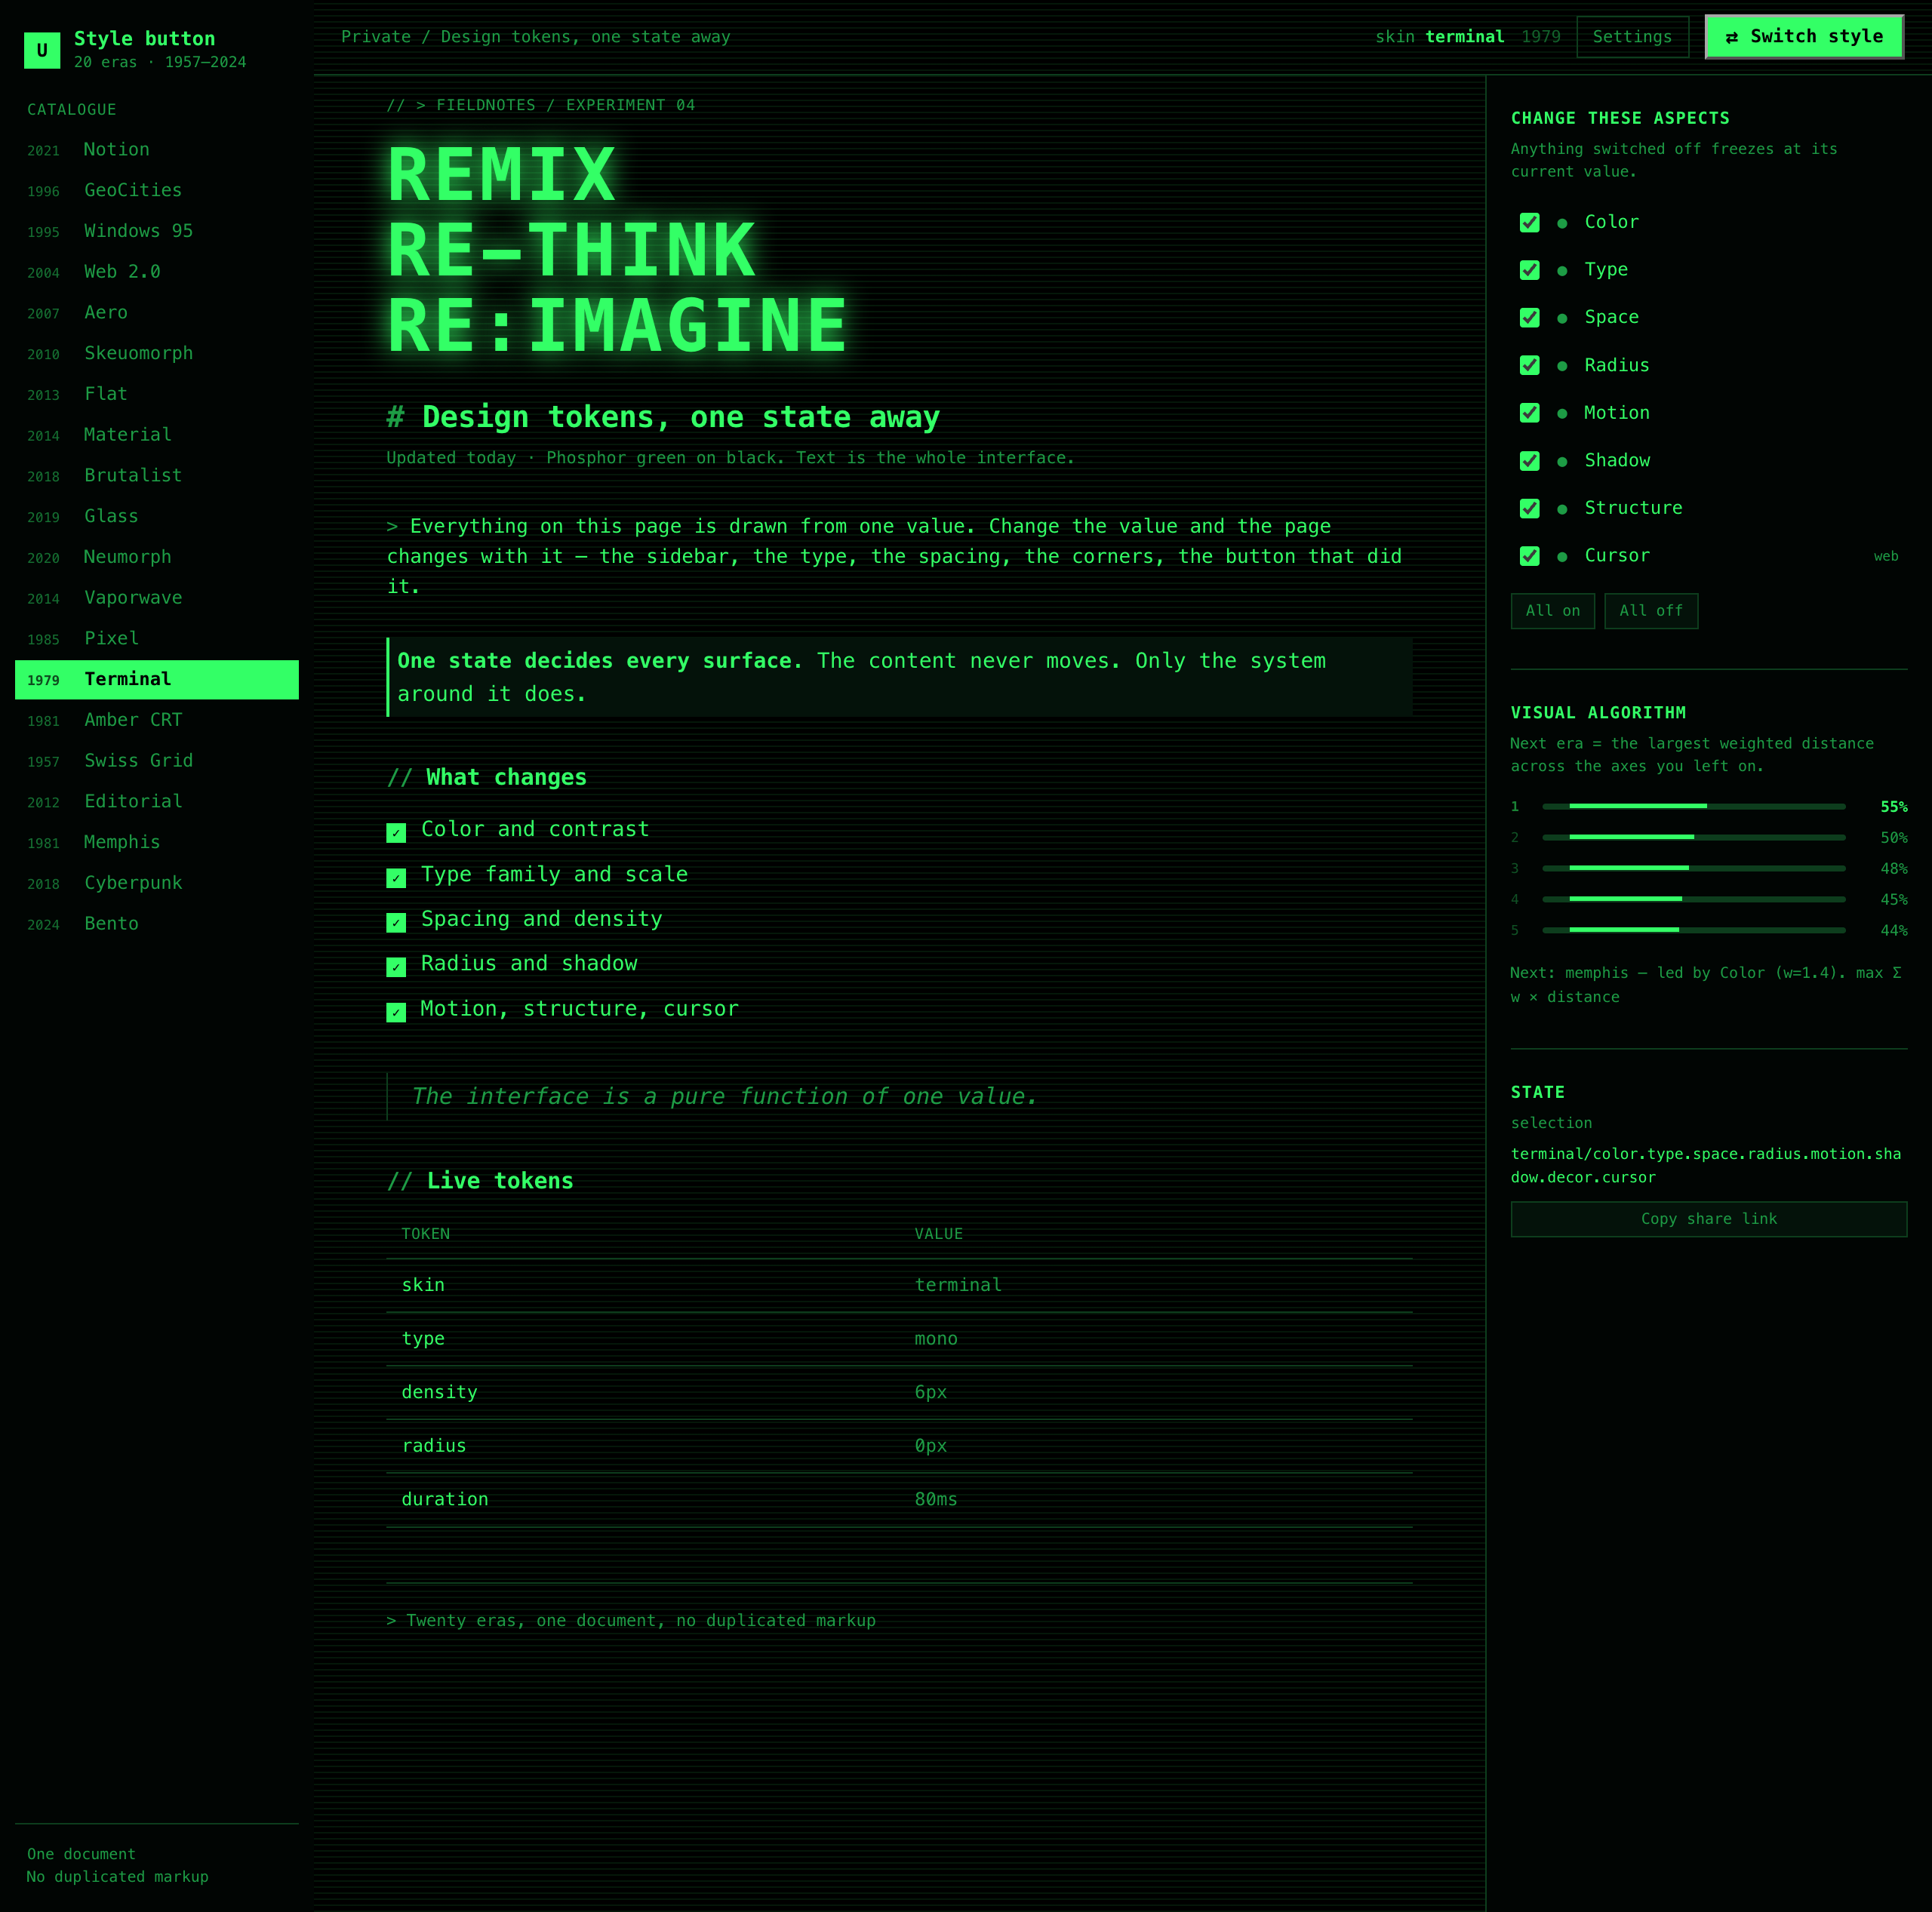 U
Style button
20 eras · 1957—2024
CATALOGUE
2021 Notion
1996 GeoCities
1995 Windows 95
2004 Web 2.0
2007 Aero
2010 Skeuomorph
2013 Flat
2014 Material
2018 Brutalist
2019 Glass
2020 Neumorph
2014 Vaporwave
1985 Pixel
1979 Terminal
1981 Amber CRT
1957 Swiss Grid
2012 Editorial
1981 Memphis
2018 Cyberpunk
2024 Bento
One document
No duplicated markup
Private / Design tokens, one state away
skin terminal 1979
Settings
⇄ Switch style
// > FIELDNOTES / EXPERIMENT 04
REMIX
RE—THINK
RE:IMAGINE
# Design tokens, one state away
Updated today · Phosphor green on black. Text is the whole interface.
> Everything on this page is drawn from one value. Change the value and the page
changes with it — the sidebar, the type, the spacing, the corners, the button that did
it.
One state decides every surface. The content never moves. Only the system
around it does.
// What changes
✓ Color and contrast
✓ Type family and scale
✓ Spacing and density
✓ Radius and shadow
✓ Motion, structure, cursor
The interface is a pure function of one value.
// Live tokens
TOKEN VALUE
skin terminal
type mono
density 6px
radius 0px
duration 80ms
> Twenty eras, one document, no duplicated markup
CHANGE THESE ASPECTS
Anything switched off freezes at its
current value.
Color
Type
Space
Radius
Motion
Shadow
Structure
Cursor web
All on
All off
VISUAL ALGORITHM
Next era = the largest weighted distance
across the axes you left on.
1 55%
2 50%
3 48%
4 45%
5 44%
Next: memphis — led by Color (w=1.4). max Σ
w × distance
STATE
selection
terminal/color.type.space.radius.motion.sha
dow.decor.cursor
Copy share link